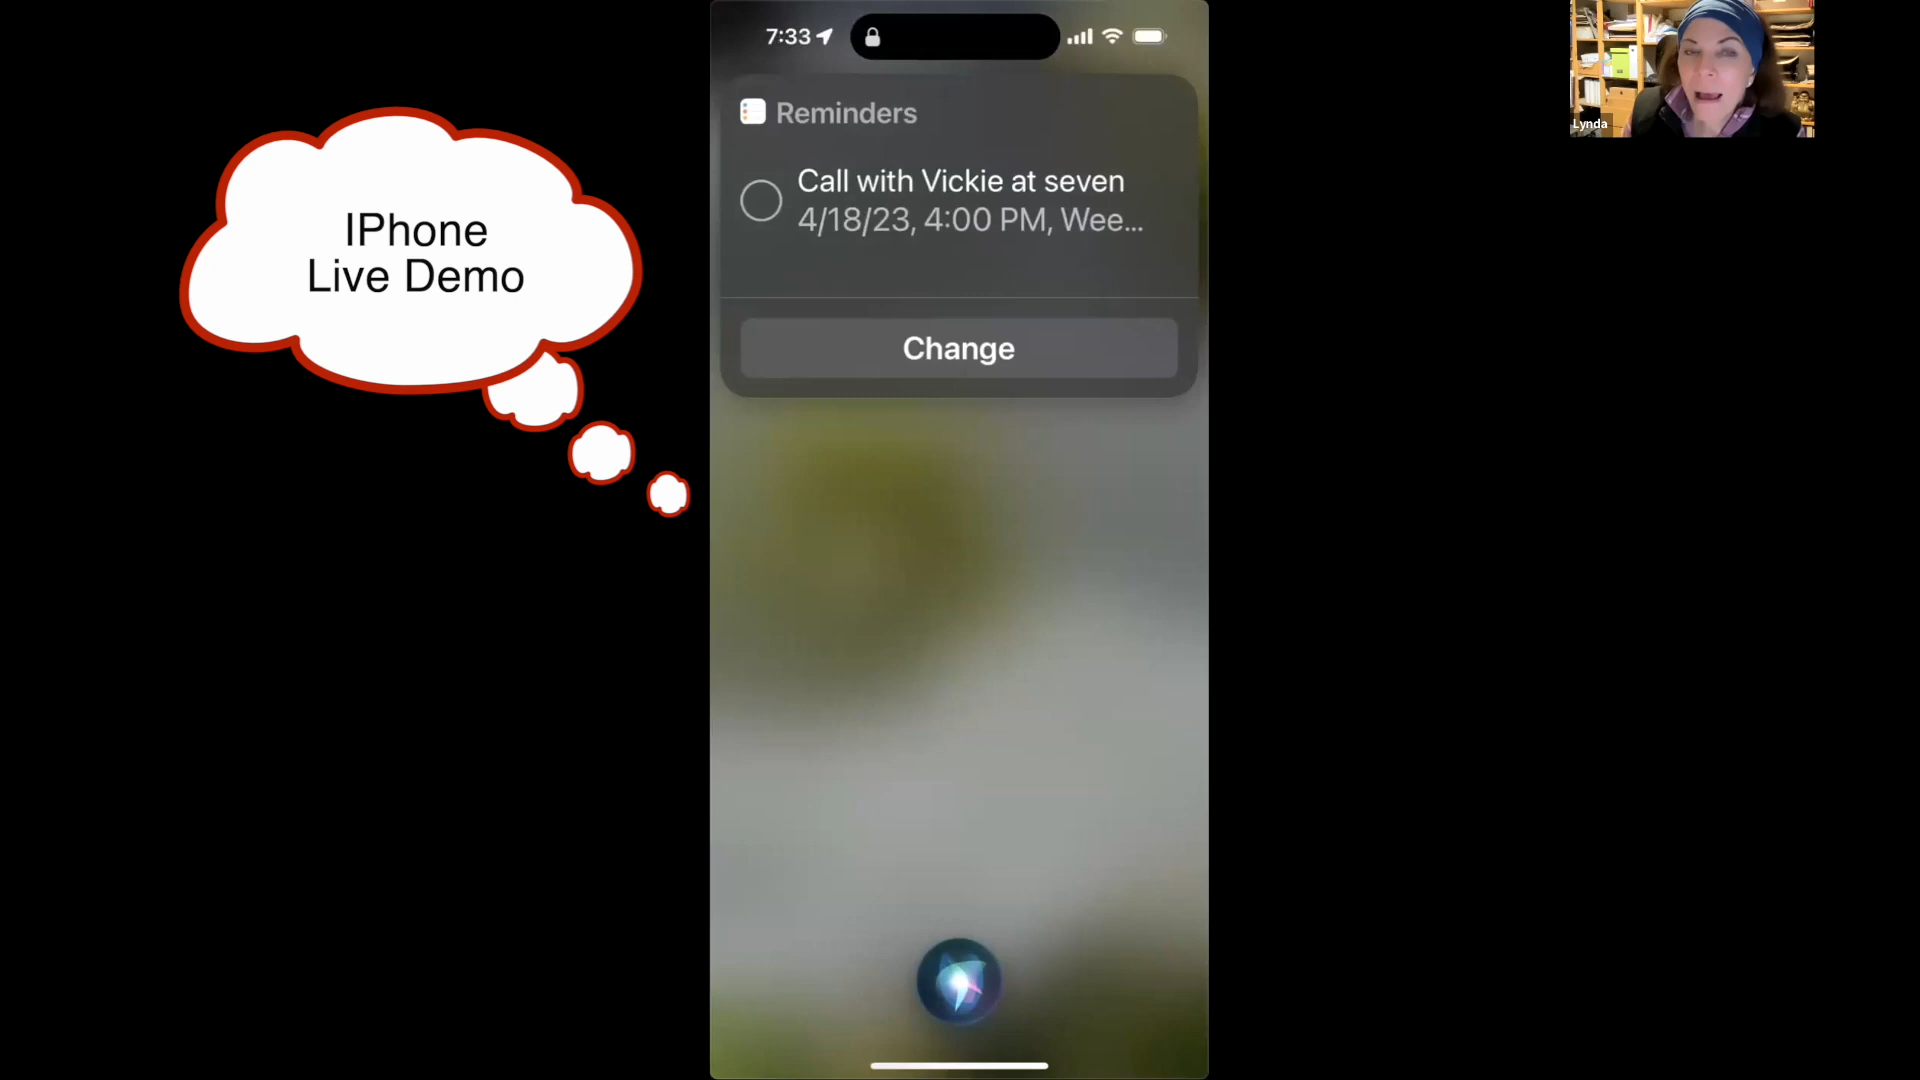 IPhone
Live Demo
7:33
Reminders
Call with Vickie at seven
4/18/23, 4:00 PM, Wee...
Change
Lynda